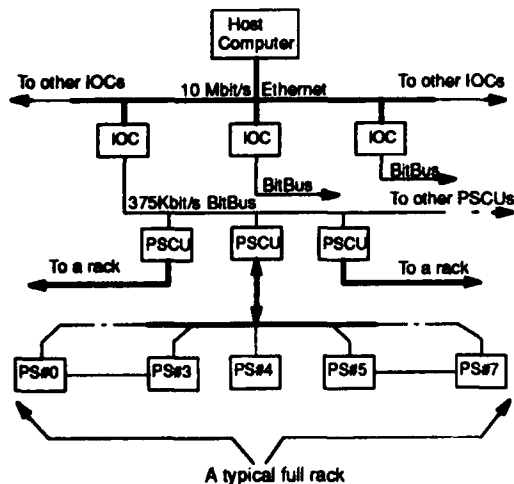 Host
Computer
To other IOCs
10 Mbit/s Ethernet
To other IOCs
IOC
IOC
IOC
BitBus
BitBus
375Kbit/s BitBus
To other PSCUs
PSCU
PSCU
PSCU
To a rack
To a rack
PS#0
PS#3
PS#4
PS#5
PS#7
A typical full rack